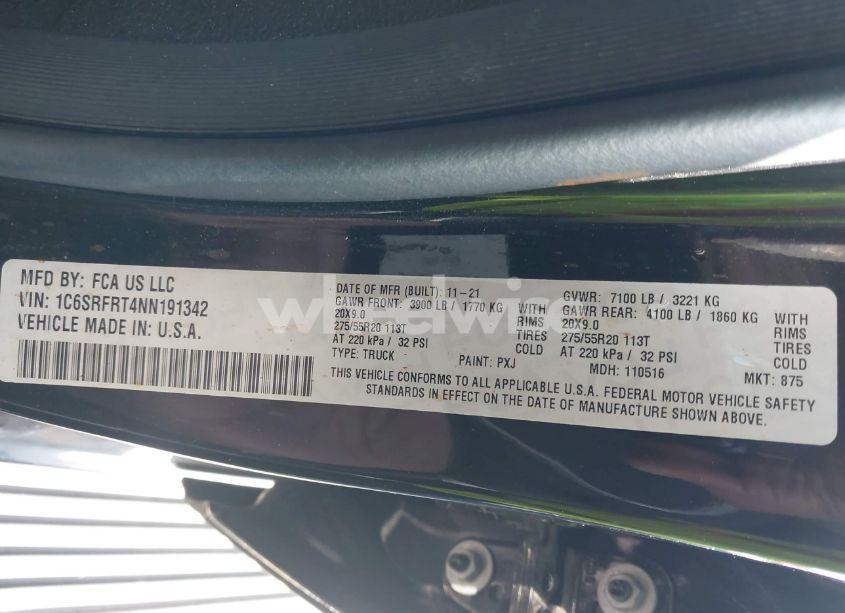 MFD BY: FCA US LLC
VIN: 1C6SRFRT4NN191342
VEHICLE MADE IN: U.S.A.
DATE OF MFR (BUILT): 11-21
GAWR FRONT: 3900 LB / 1770 KG WITH
20X9.0 RIMS
275/55R20 113T TIRES
AT 220 kPa / 32 PSI COLD
TYPE: TRUCK PAINT: PXJ
GVWR: 7100 LB / 3221 KG
GAWR REAR: 4100 LB / 1860 KG WITH
20X9.0 RIMS
275/55R20 113T TIRES
AT 220 kPa / 32 PSI COLD
MDH: 110516 MKT: 875
THIS VEHICLE CONFORMS TO ALL APPLICABLE U.S.A. FEDERAL MOTOR VEHICLE SAFETY
STANDARDS IN EFFECT ON THE DATE OF MANUFACTURE SHOWN ABOVE.